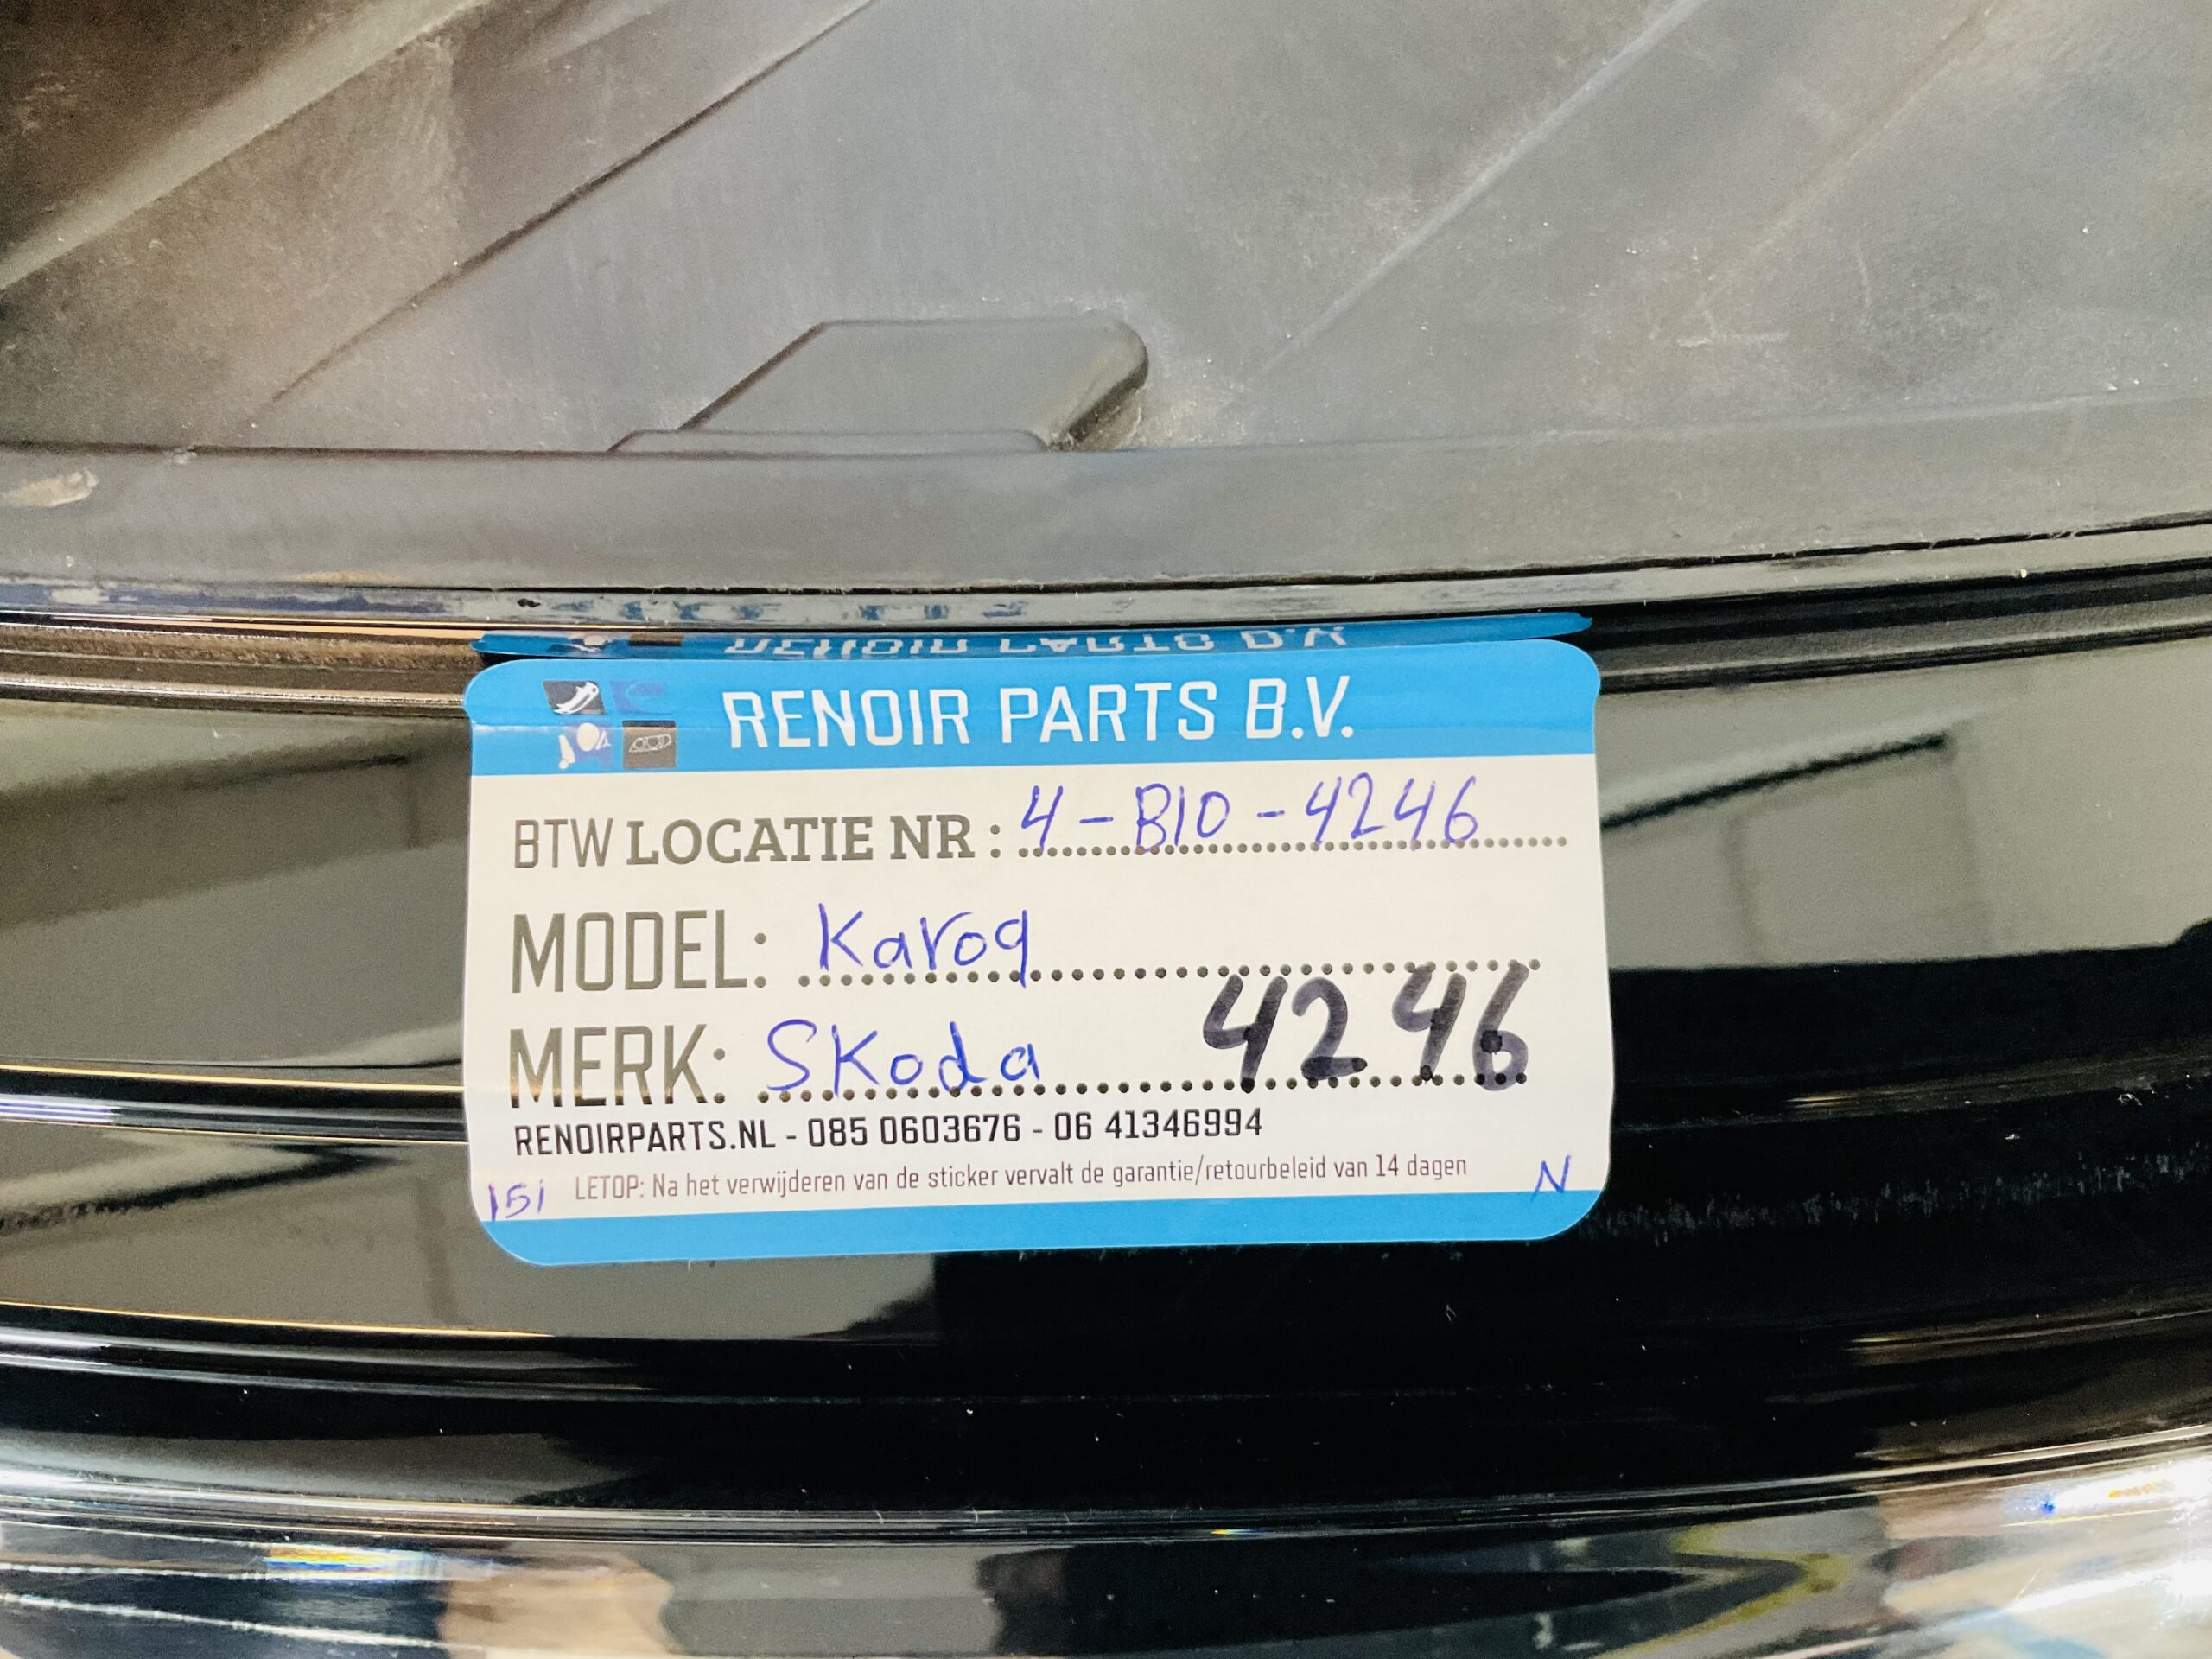 RENOIR PARTS B.V.
BTW LOCATIE NR : 4-B10-4246
MODEL: Karoq
MERK: SKoda 4246
RENOIRPARTS.NL - 085 0603676 - 06 41346994
LETOP: Na het verwijderen van de sticker vervalt de garantie/retourbeleid van 14 dagen
151 N